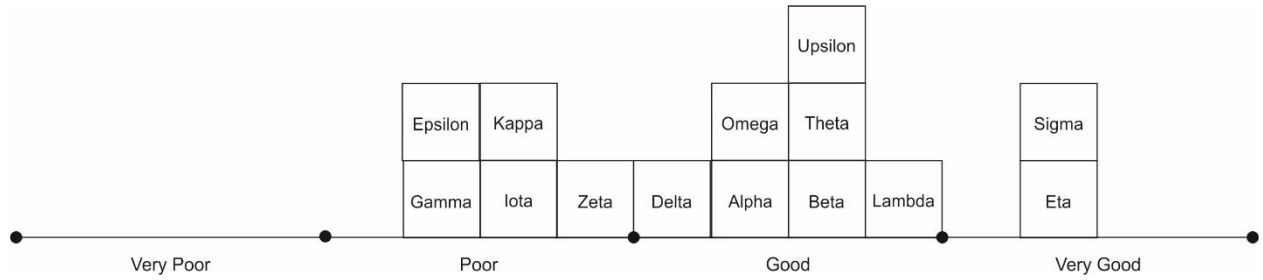 Upsilon
Epsilon Kappa Omega Theta Sigma
Gamma Iota Zeta Delta Alpha Beta Lambda Eta
Very Poor Poor Good Very Good